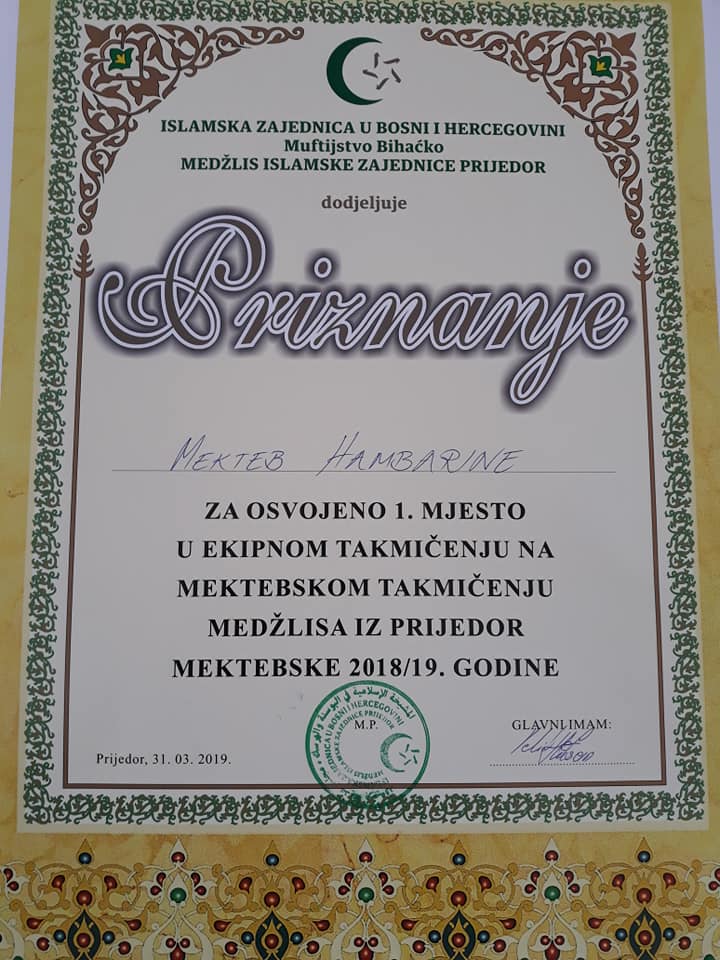 ISLAMSKA ZAJEDNICA U BOSNI I HERCEGOVINI
Muftijstvo Bihaćko
MEDŽLIS ISLAMSKE ZAJEDNICE PRIJEDOR
dodjeljuje
Priznanje
MEKTEB HAMBARINE
ZA OSVOJENO 1. MJESTO
U EKIPNOM TAKMIČENJU NA
MEKTEBSKOM TAKMIČENJU
MEDŽLISA IZ PRIJEDOR
MEKTEBSKE 2018/19. GODINE
M.P.
GLAVNI IMAM:
Prijedor, 31. 03. 2019.